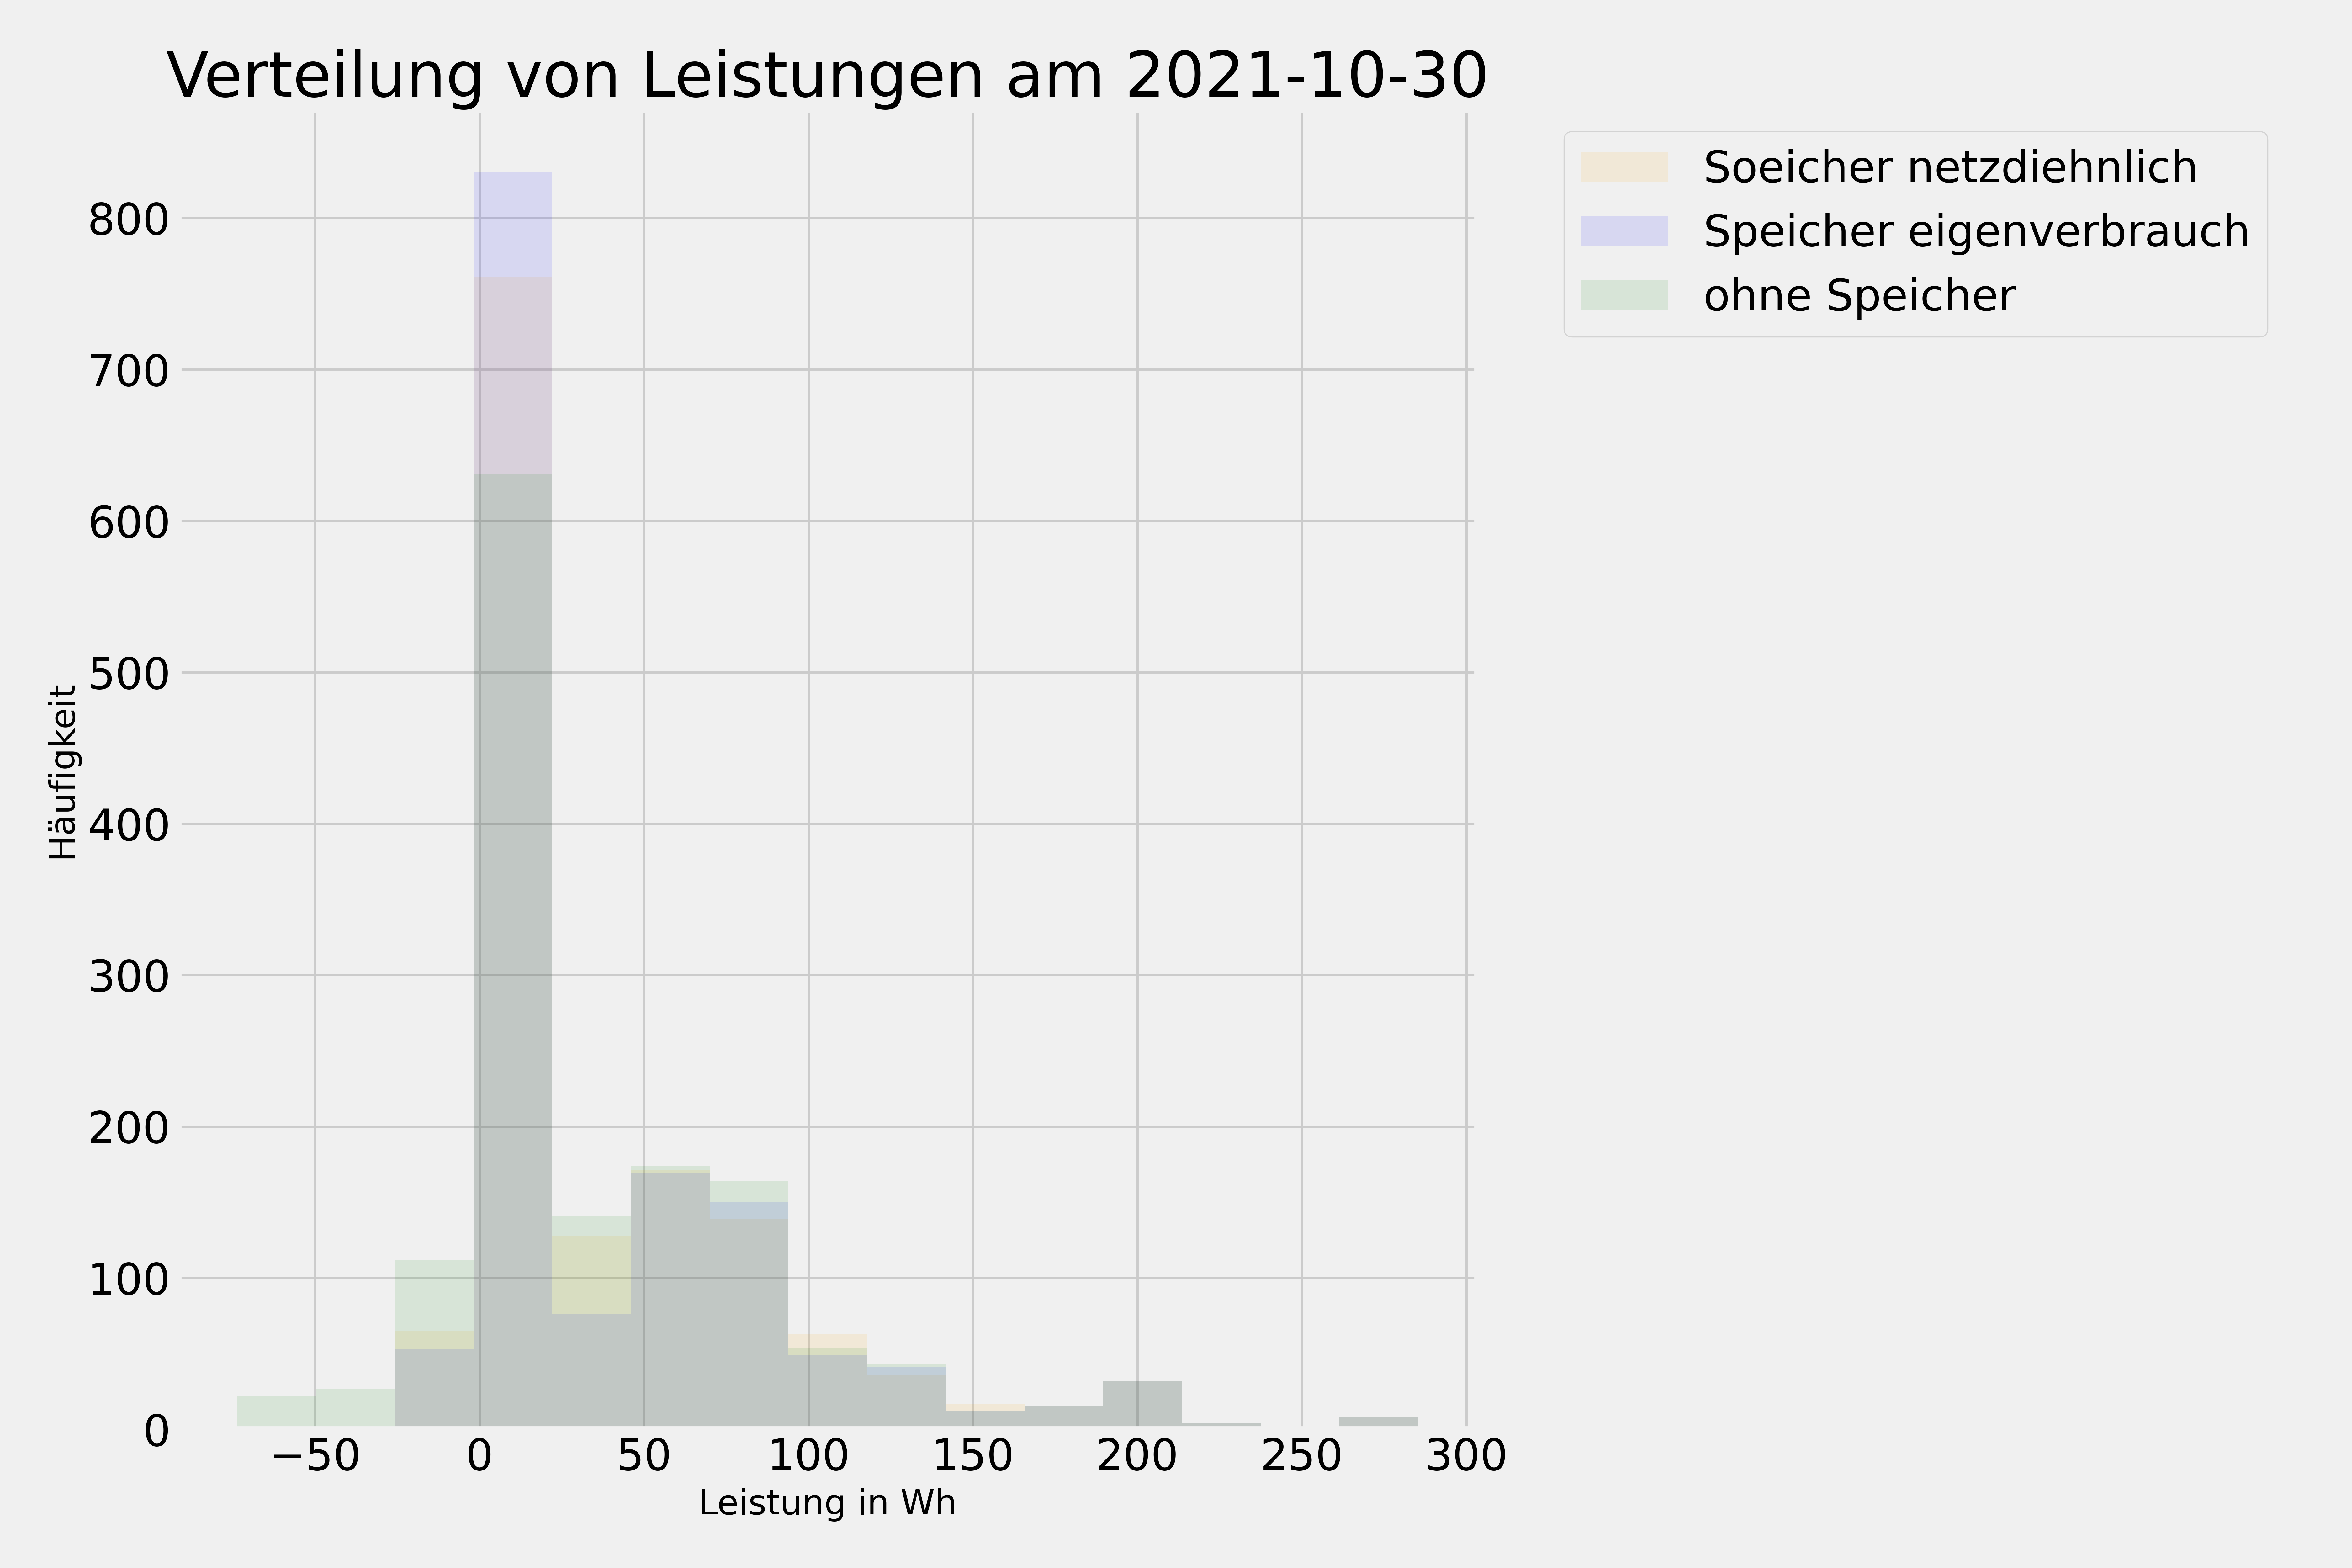 Verteilung von Leistungen am 2021-10-30
Soeicher netzdiehnlich
Speicher eigenverbrauch
ohne Speicher
800
700
600
500
400
300
200
100
0
Häufigkeit
−50 0 50 100 150 200 250 300
Leistung in Wh